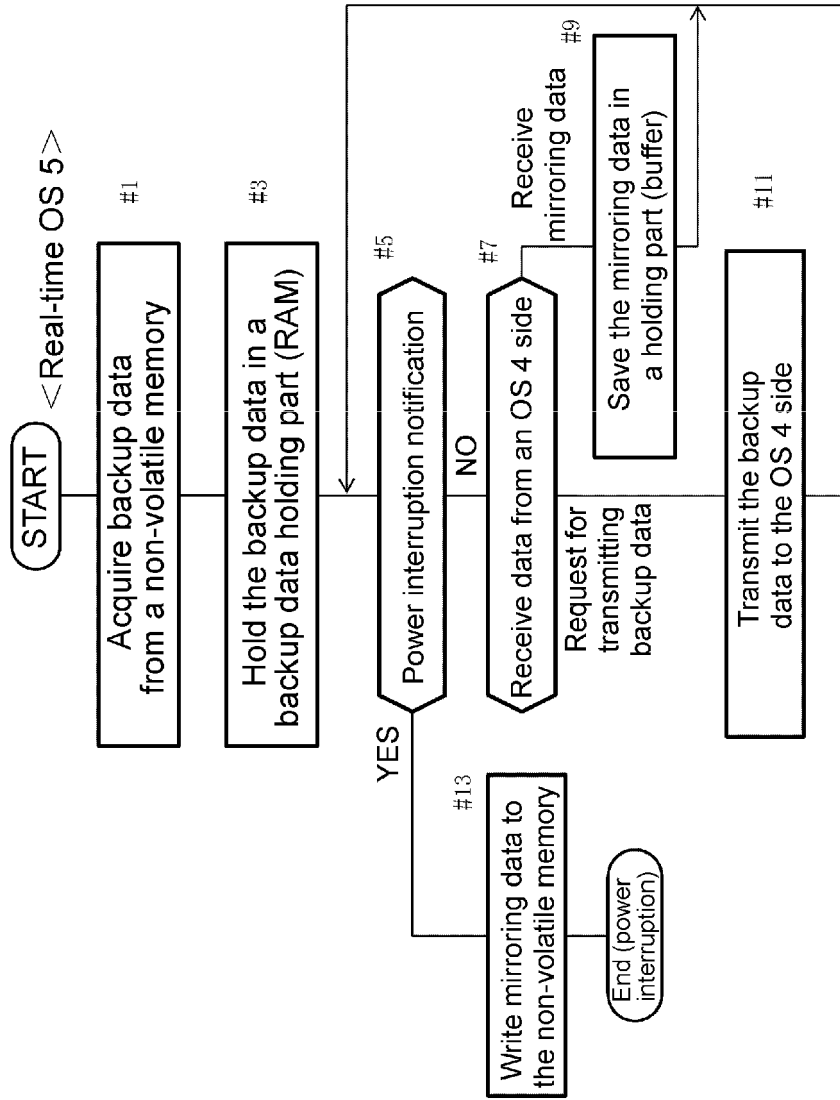 START
<Real-time OS 5>
Acquire backup data
from a non-volatile memory
#1
Hold the backup data in a
backup data holding part (RAM)
#3
Power interruption notification
#5
YES
NO
Receive data from an OS 4 side
#7
Receive
mirroring data
Save the mirroring data in
a holding part (buffer)
#9
Request for
transmitting
backup data
Transmit the backup
data to the OS 4 side
#11
#13
Write mirroring data to
the non-volatile memory
End (power
interruption)